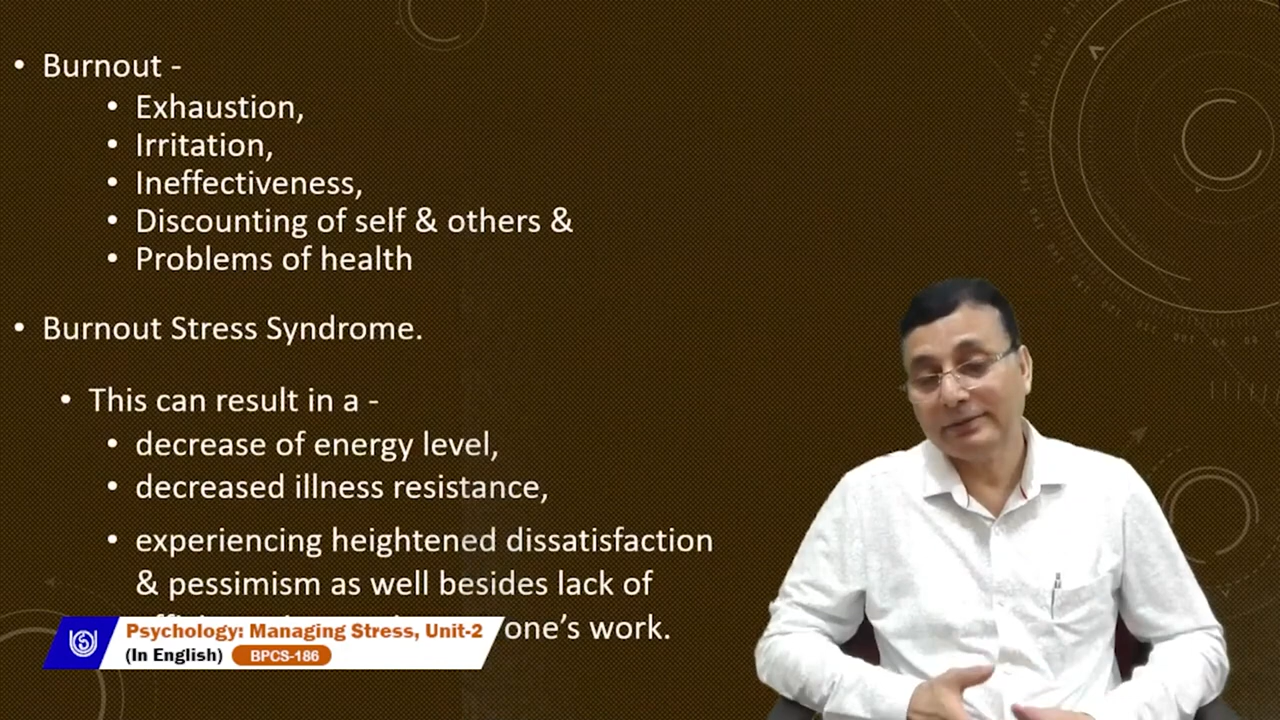 • Burnout -
• Exhaustion,
• Irritation,
• Ineffectiveness,
• Discounting of self & others &
• Problems of health
• Burnout Stress Syndrome.
• This can result in a -
• decrease of energy level,
• decreased illness resistance,
• experiencing heightened dissatisfaction
& pessimism as well besides lack of
one's work.
Psychology: Managing Stress, Unit-2
(In English) BPCS-186